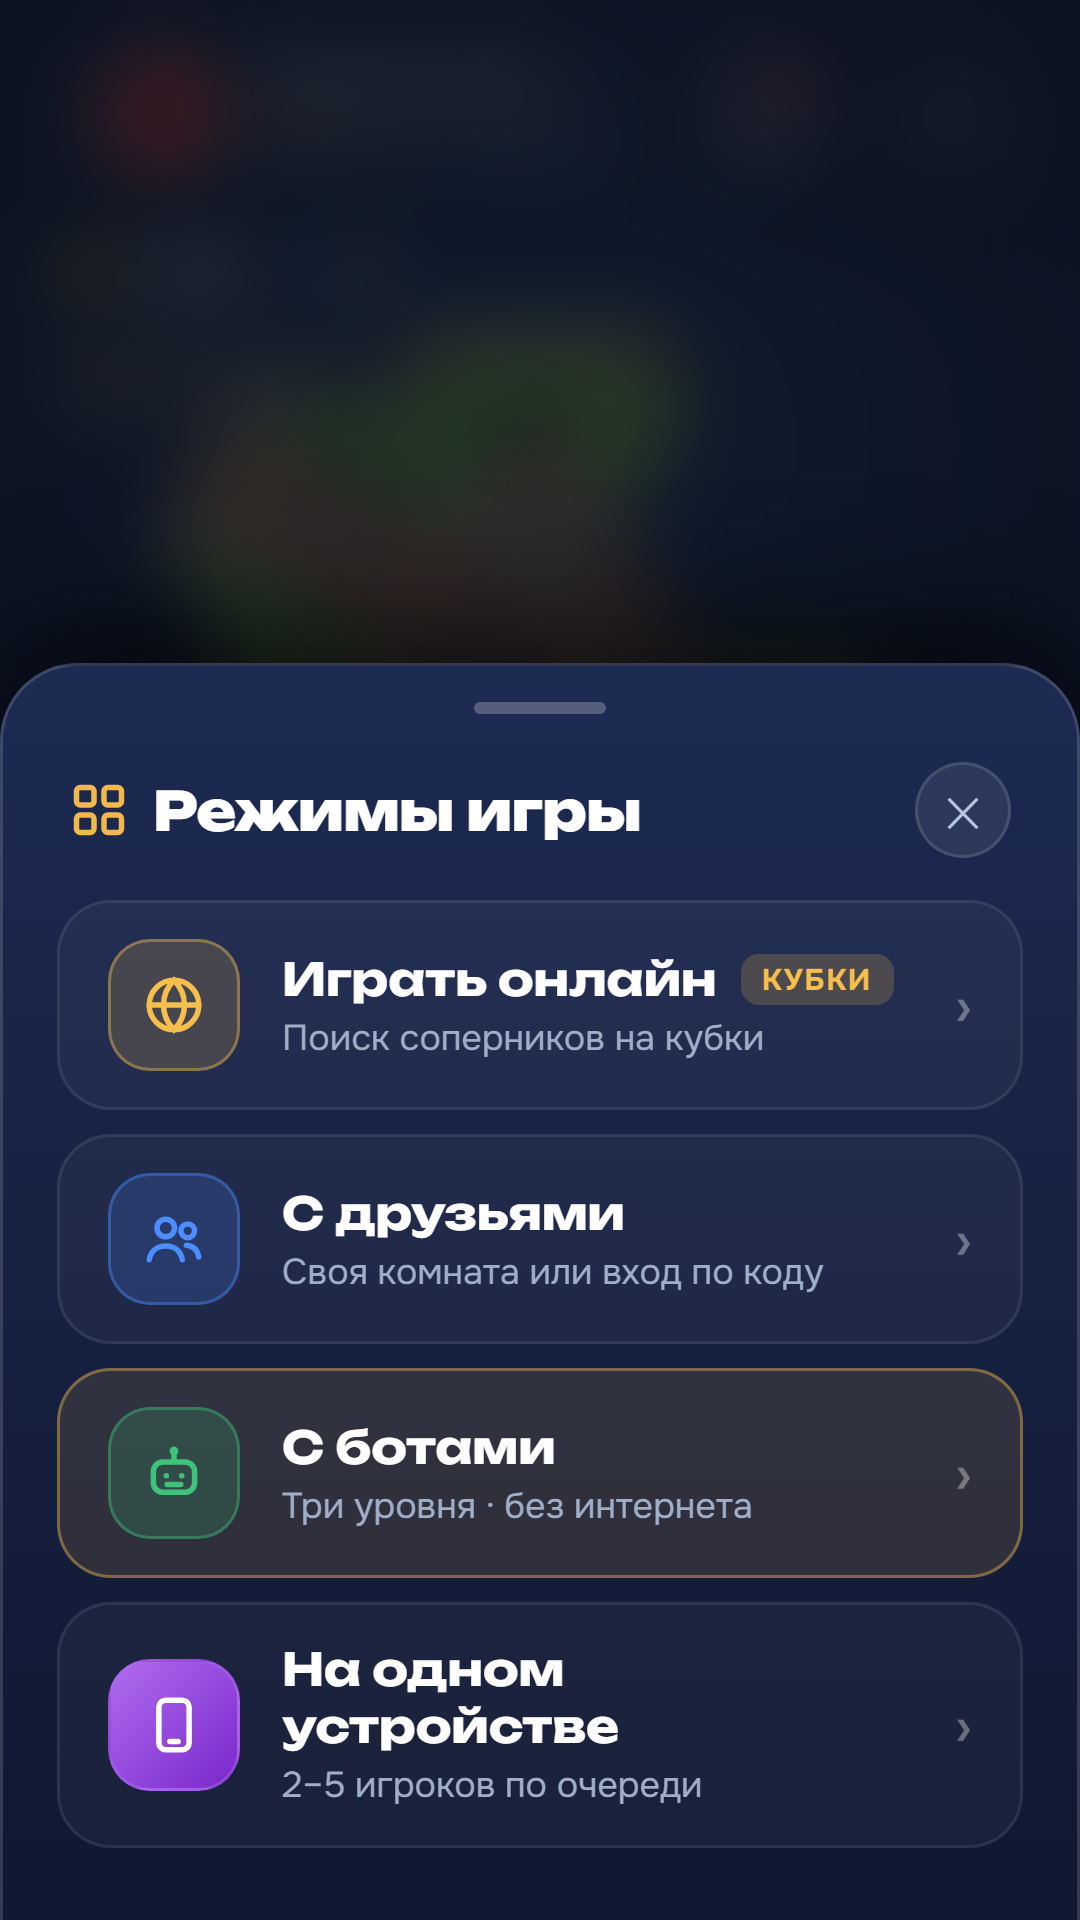 Режимы игры
Играть онлайн КУБКИ
Поиск соперников на кубки
С друзьями
Своя комната или вход по коду
С ботами
Три уровня · без интернета
На одном
устройстве
2–5 игроков по очереди